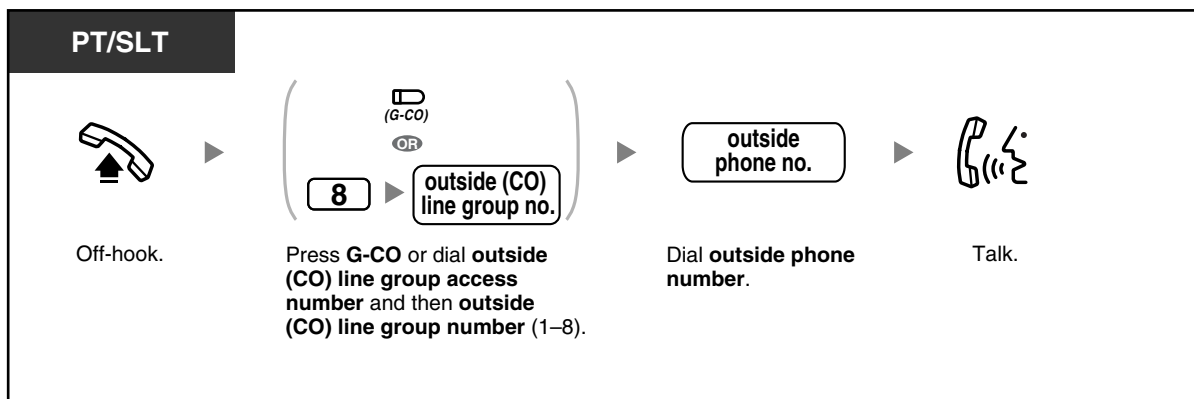 PT/SLT
(G-CO)
OR
8
outside (CO)
line group no.
outside
phone no.
Off-hook.
Press G-CO or dial outside
(CO) line group access
number and then outside
(CO) line group number (1–8).
Dial outside phone
number.
Talk.